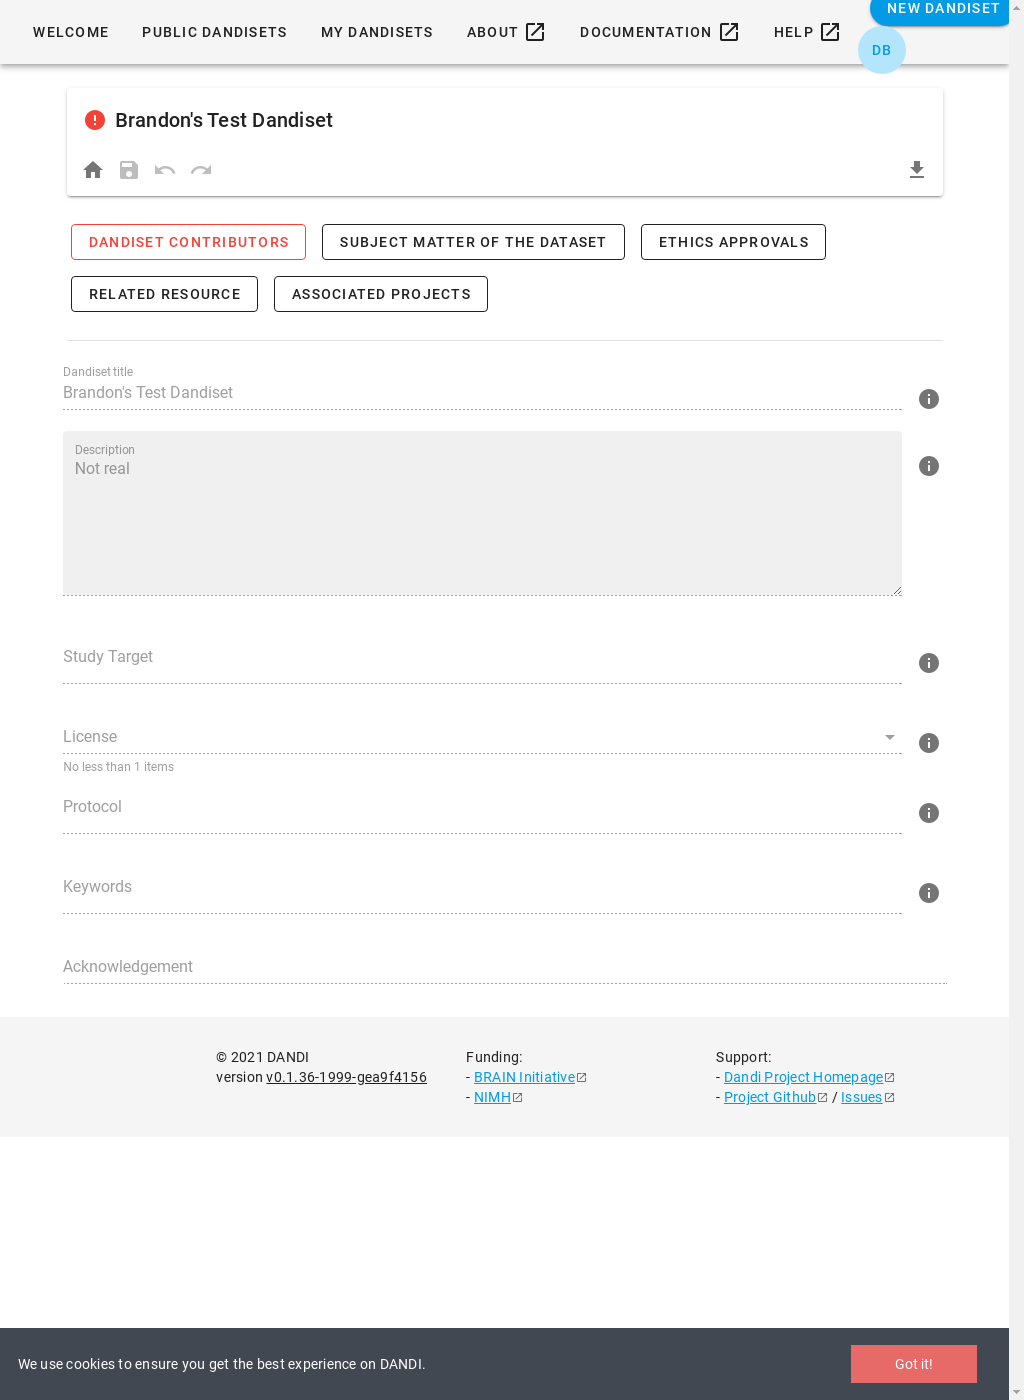 NEW DANDISET
WELCOME PUBLIC DANDISETS MY DANDISETS ABOUT DOCUMENTATION HELP
DB
Brandon's Test Dandiset
DANDISET CONTRIBUTORS SUBJECT MATTER OF THE DATASET ETHICS APPROVALS
RELATED RESOURCE ASSOCIATED PROJECTS
Dandiset title
Brandon's Test Dandiset
Description
Not real
Study Target
License
No less than 1 items
Protocol
Keywords
Acknowledgement
© 2021 DANDI
version v0.1.36-1999-gea9f4156
Funding:
- BRAIN Initiative
- NIMH
Support:
- Dandi Project Homepage
- Project Github / Issues
We use cookies to ensure you get the best experience on DANDI.
Got it!